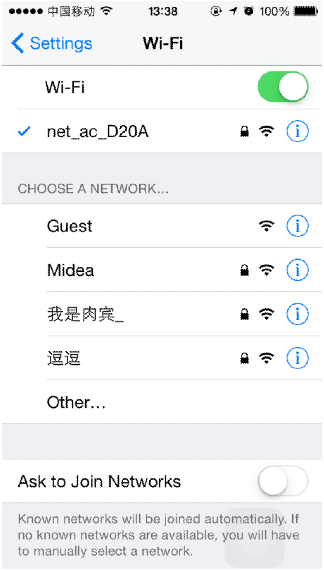 中国移动 13:38 100%
Settings Wi-Fi
Wi-Fi
net_ac_D20A
CHOOSE A NETWORK...
Guest
Midea
我是肉宾_
逗逗
Other...
Ask to Join Networks
Known networks will be joined automatically. If
no known networks are available, you will have
to manually select a network.